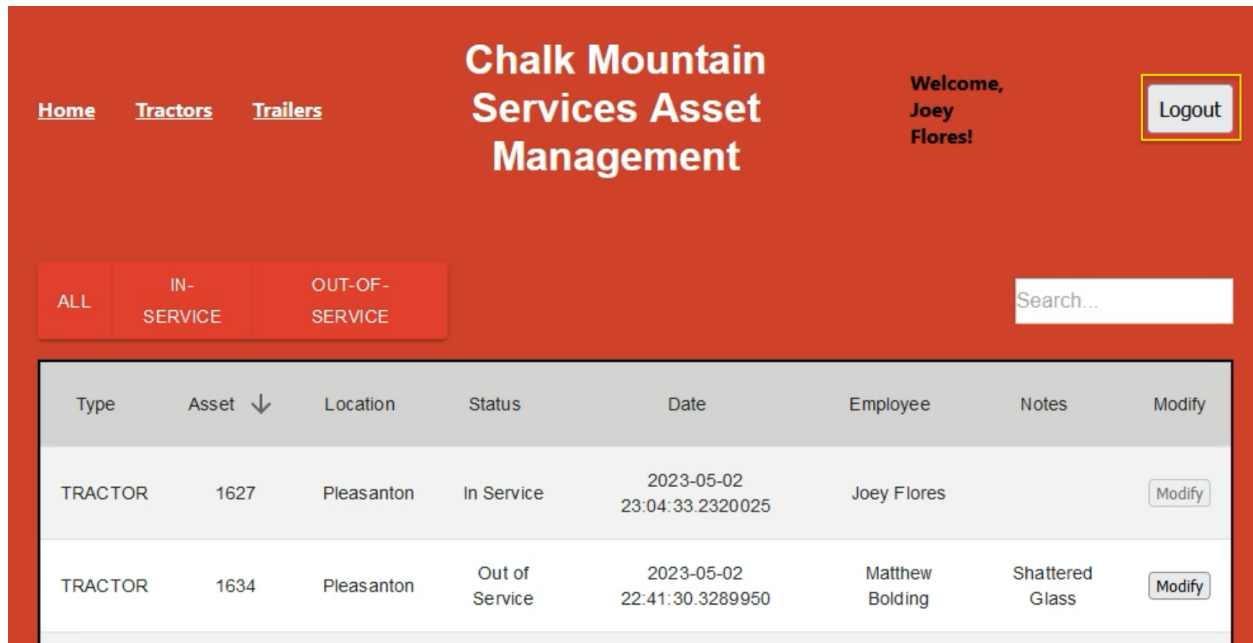 Home Tractors Trailers
Chalk Mountain
Services Asset
Management
Welcome,
Joey
Flores!
Logout
ALL
IN-
SERVICE
OUT-OF-
SERVICE
Search...
Type Asset Location Status Date Employee Notes Modify
TRACTOR 1627 Pleasanton In Service 2023-05-02
23:04:33.2320025 Joey Flores Modify
TRACTOR 1634 Pleasanton Out of
Service 2023-05-02
22:41:30.3289950 Matthew
Bolding Shattered
Glass Modify